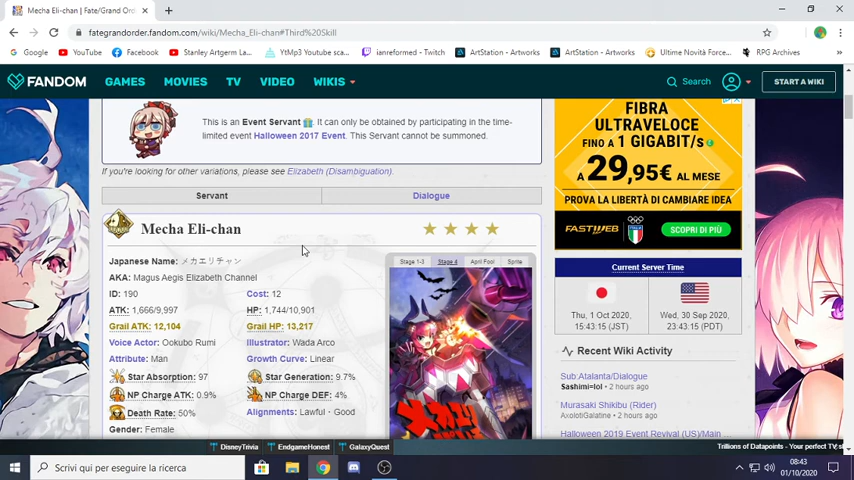 Mecha Eli-chan | Fate/Grand Ord
fategrandorder.fandom.com/wiki/Mecha_Eli-chan#Third%20Skill
Google YouTube Facebook Stanley Artgerm La... YtMp3 Youtube sca... ianreformed - Twitch ArtStation - Artworks ArtStation - Artworks Ultime Novità Force... RPG Archives
FANDOM GAMES MOVIES TV VIDEO WIKIS Search START A WIKI
This is an Event Servant. It can only be obtained by participating in the time-
limited event Halloween 2017 Event. This Servant cannot be summoned.
If you're looking for other variations, please see Elizabeth (Disambiguation).
Servant Dialogue
Mecha Eli-chan
Japanese Name: メカエリチャン
AKA: Magus Aegis Elizabeth Channel
ID: 190 Cost: 12
ATK: 1,666/9,997 HP: 1,744/10,901
Grail ATK: 12,104 Grail HP: 13,217
Voice Actor: Ookubo Rumi Illustrator: Wada Arco
Attribute: Man Growth Curve: Linear
Star Absorption: 97 Star Generation: 9.7%
NP Charge ATK: 0.9% NP Charge DEF: 4%
Death Rate: 50% Alignments: Lawful · Good
Gender: Female
Stage 1-3 Stage 4 April Fool Sprite
FIBRA
ULTRAVELOCE
FINO A 1 GIGABIT/s
A 29,95€ AL MESE
PROVA LA LIBERTÀ DI CAMBIARE IDEA
FASTWEB SCOPRI DI PIÙ
Current Server Time
Thu, 1 Oct 2020, Wed, 30 Sep 2020,
15:43:15 (JST) 23:43:15 (PDT)
Recent Wiki Activity
Sub:Atalanta/Dialogue
Sashimi=lol • 2 hours ago
Murasaki Shikibu (Rider)
AxolotlGalatine • 2 hours ago
Halloween 2019 Event Revival (US)/Main
DisneyTrivia EndgameHonest GalaxyQuest Trillions of Datapoints - Your perfect TV
Scrivi qui per eseguire la ricerca
08:43
01/10/2020